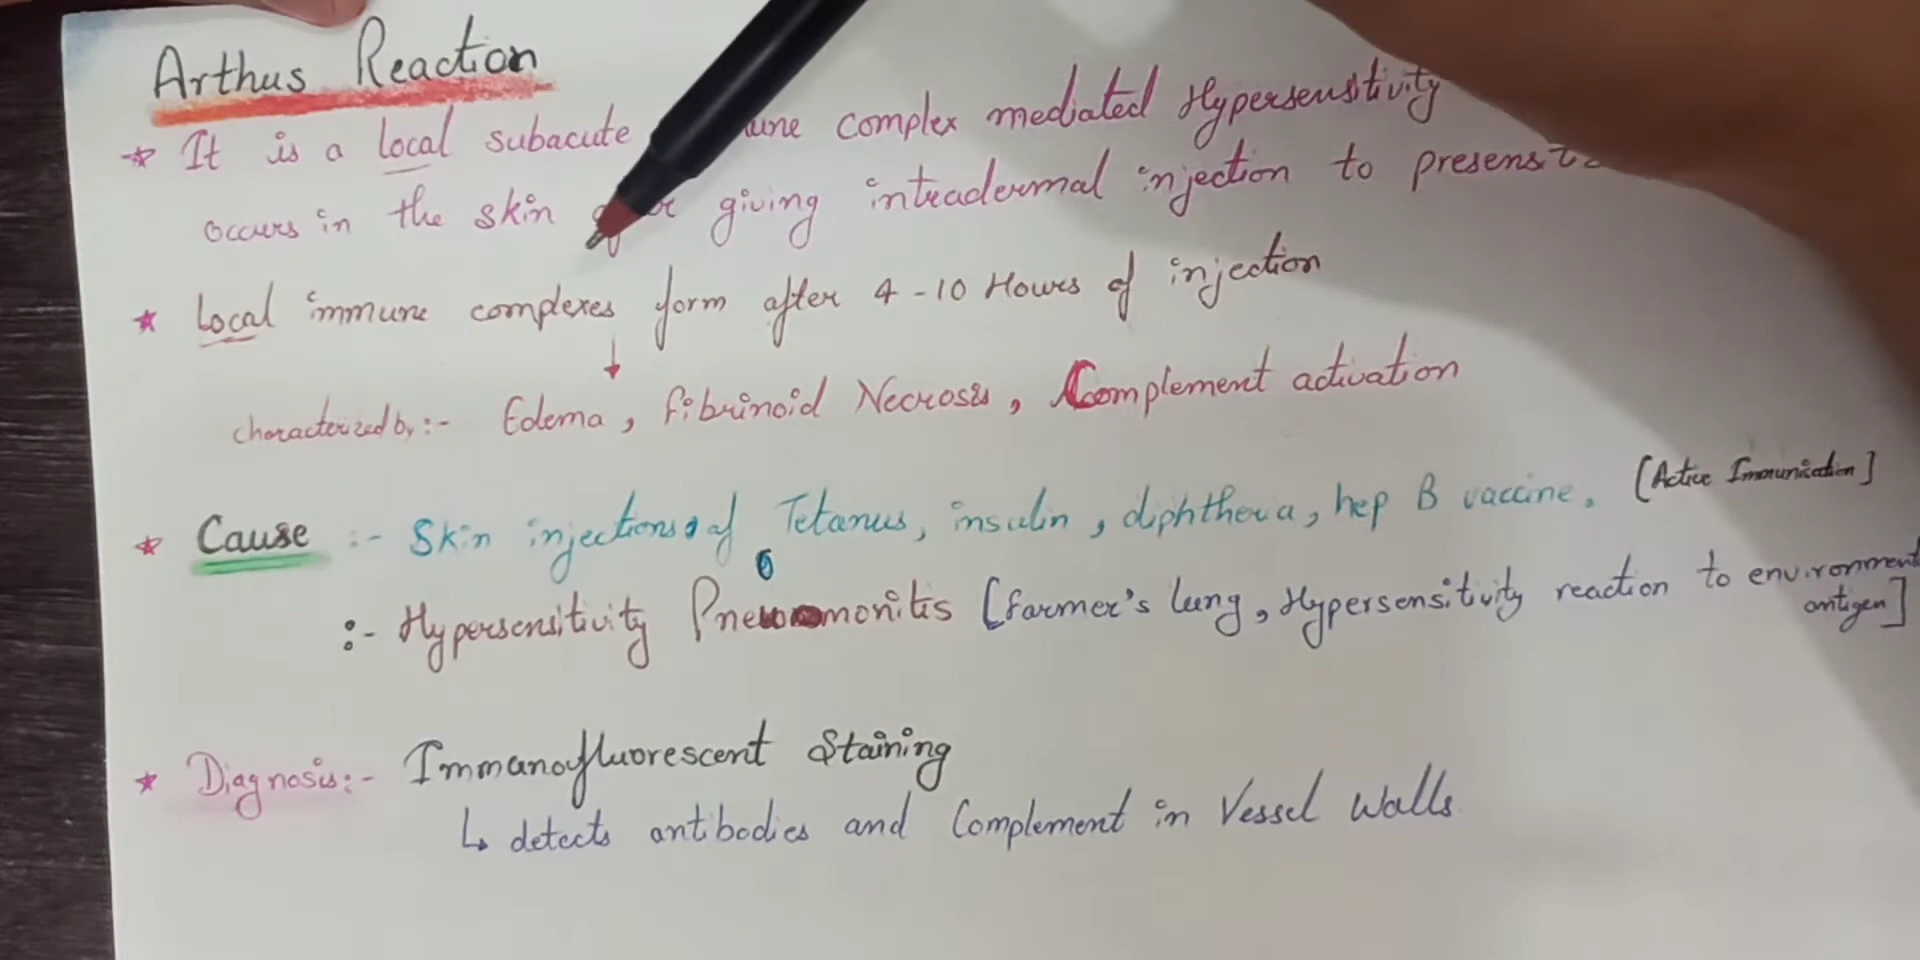 Arthus Reaction
* It is a local subacute complex mediated Hypersensitivity
occurs in the skin giving intradermal injection to
* Local immune complexes form after 4-10 Hours of injection
↓
characterized by :- Edema, fibrinoid Necrosis, Complement activation
* Cause :- Skin injections of Tetanus, insulin, diphtheria, hep B vaccine. [Active Immunisation]
:- Hypersensitivity Pneumonitis [farmer's lung, Hypersensitivity reaction to environment
antigen]
* Diagnosis:- Immunofluorescent Staining
↳ detects antibodies and Complement in Vessel Walls